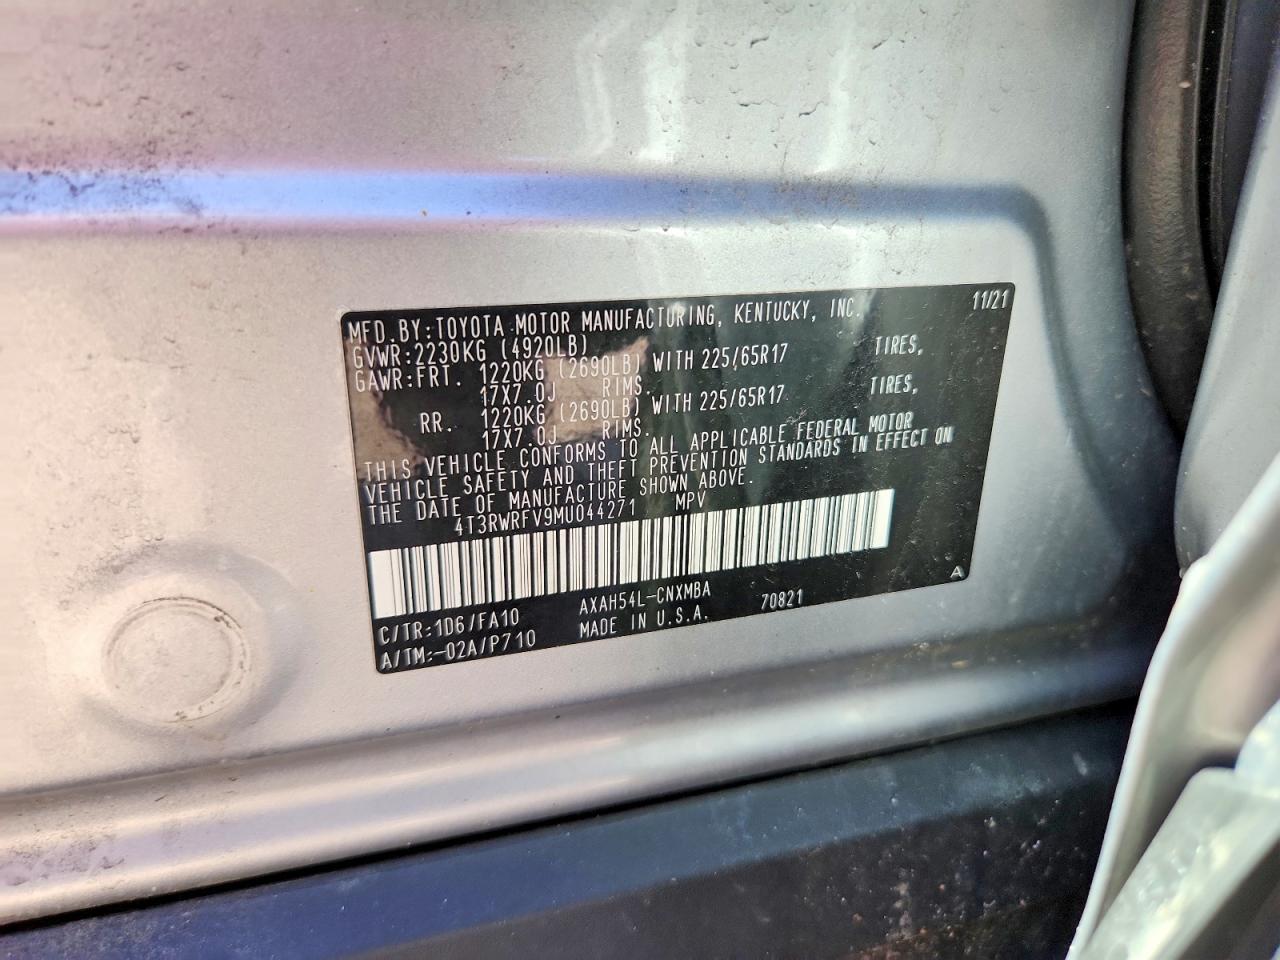 MFD.BY:TOYOTA MOTOR MANUFACTURING, KENTUCKY, INC. 11/21
GVWR:2230KG (4920LB)
GAWR:FRT. 1220KG (2690LB) WITH 225/65R17 TIRES,
17X7.0J RIMS.
RR. 1220KG (2690LB) WITH 225/65R17 TIRES,
17X7.0J RIMS.
THIS VEHICLE CONFORMS TO ALL APPLICABLE FEDERAL MOTOR
VEHICLE SAFETY AND THEFT PREVENTION STANDARDS IN EFFECT ON
THE DATE OF MANUFACTURE SHOWN ABOVE.
4T3RWRFV9MU044271 MPV
C/TR:1D6/FA10 AXAH54L-CNXMBA 70821 A
A/TM:-02A/P710 MADE IN U.S.A.